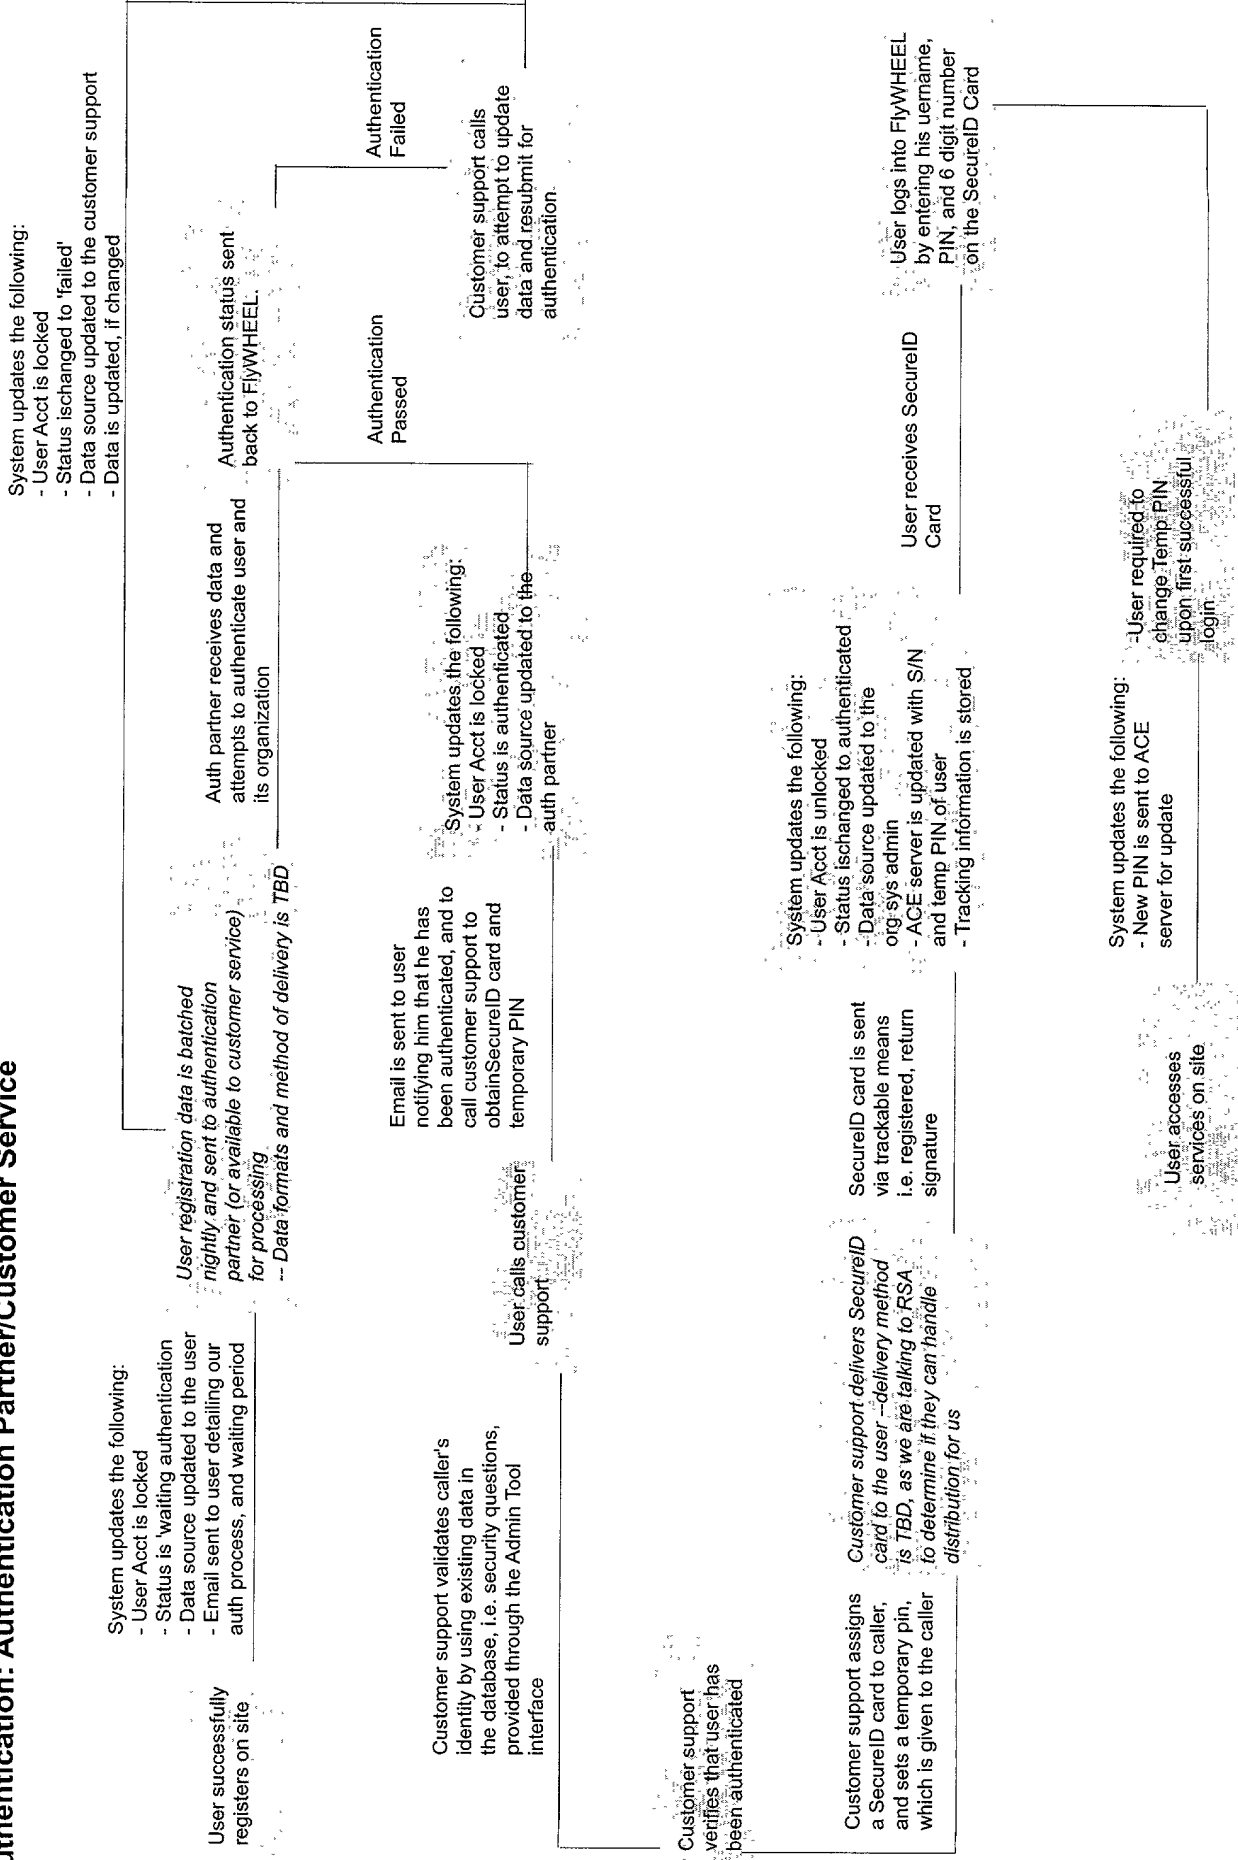 uthentication: Authentication Partner/Customer Service
User successfully
registers on site
System updates the following:
- User Acct is locked
- Status is 'waiting authentication
- Data source updated to the user
- Email sent to user detailing our
auth process, and waiting period
User registration data is batched
nightly and sent to authentication
partner (or available to customer service)
for processing
-- Data formats and method of delivery is TBD
Auth partner receives data and
attempts to authenticate user and
its organization
Authentication status sent
back to FlyWHEEL.
System updates the following:
- User Acct is locked
- Status ischanged to 'failed'
- Data source updated to the customer support
- Data is updated, if changed
Authentication
Failed
Authentication
Passed
Customer support calls
user, to attempt to update
data and resubmit for
authentication
System updates the following:
- User Acct is locked
- Status is authenticated
- Data source updated to the
auth partner
Email is sent to user
notifying him that he has
been authenticated, and to
call customer support to
obtainSecureID card and
temporary PIN
User calls customer
support
Customer support validates caller's
identity by using existing data in
the database, i.e. security questions,
provided through the Admin Tool
interface
Customer support
verifies that user has
been authenticated
Customer support assigns
a SecureID card to caller,
and sets a temporary pin,
which is given to the caller
Customer support delivers SecureID
card to the user --delivery method
is TBD, as we are talking to RSA
to determine if they can handle
distribution for us
SecureID card is sent
via trackable means
i.e. registered, return
signature
System updates the following:
- User Acct is unlocked
- Status ischanged to authenticated
- Data source updated to the
org sys admin
- ACE server is updated with S/N
and temp PIN of user
- Tracking information is stored
User receives SecureID
Card
User logs into FlyWHEEL
by entering his uername,
PIN, and 6 digit number
on the SecureID Card
-User required to
change Temp PIN
upon first successful
login
System updates the following:
- New PIN is sent to ACE
server for update
User accesses
services on site